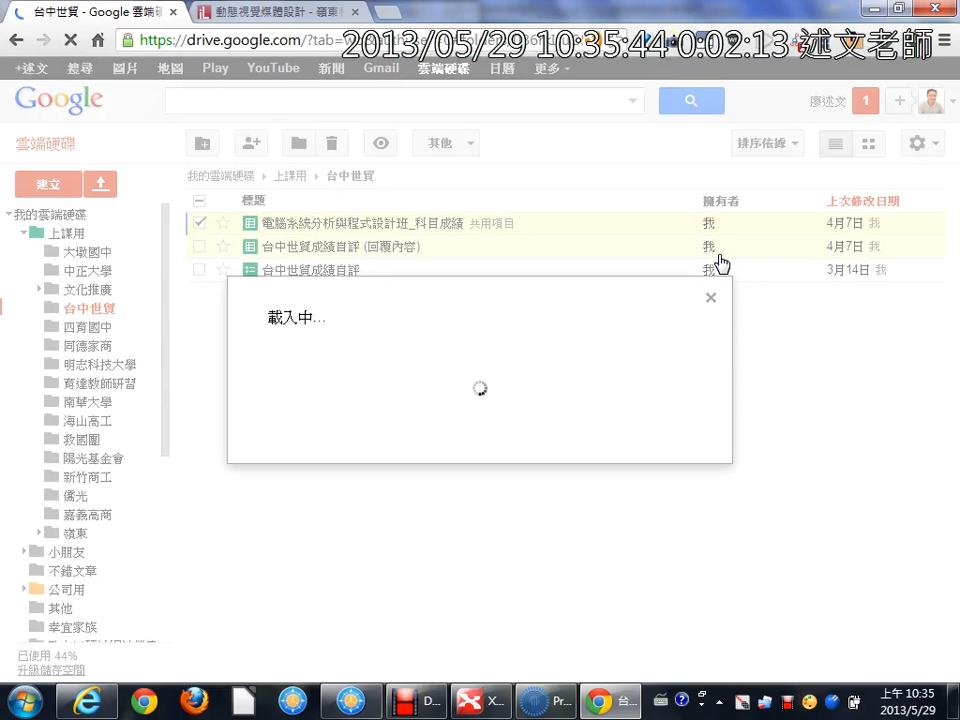 台中世貿 - Google 雲端硬
動態視覺媒體設計 - 嶺東科
2013/05/29 10:35:44 0:02:13 述文老師
https://drive.google.com/?tab=
+述文 搜尋 圖片 地圖 Play YouTube 新聞 Gmail 雲端硬碟 日曆 更多
Google
廖述文 1
雲端硬碟
其他
排序依據
建立
我的雲端硬碟 › 上課用 › 台中世貿
標題 擁有者 上次修改日期
電腦系統分析與程式設計班_科目成績 共用項目 我 4月7日 我
台中世貿成績自評 (回覆內容) 我 4月7日 我
台中世貿成績自評 我 3月14日 我
載入中...
我的雲端硬碟
上課用
大墩國中
中正大學
文化推廣
台中世貿
四育國中
同德家商
明志科技大學
育達教師研習
南華大學
海山高工
救國團
陽光基金會
新竹商工
僑光
嘉義高商
嶺東
小朋友
不錯文章
公司用
其他
幸宜家族
已使用 44%
升級儲存空間
D...
X...
Pr...
台...
上午 10:35
2013/5/29